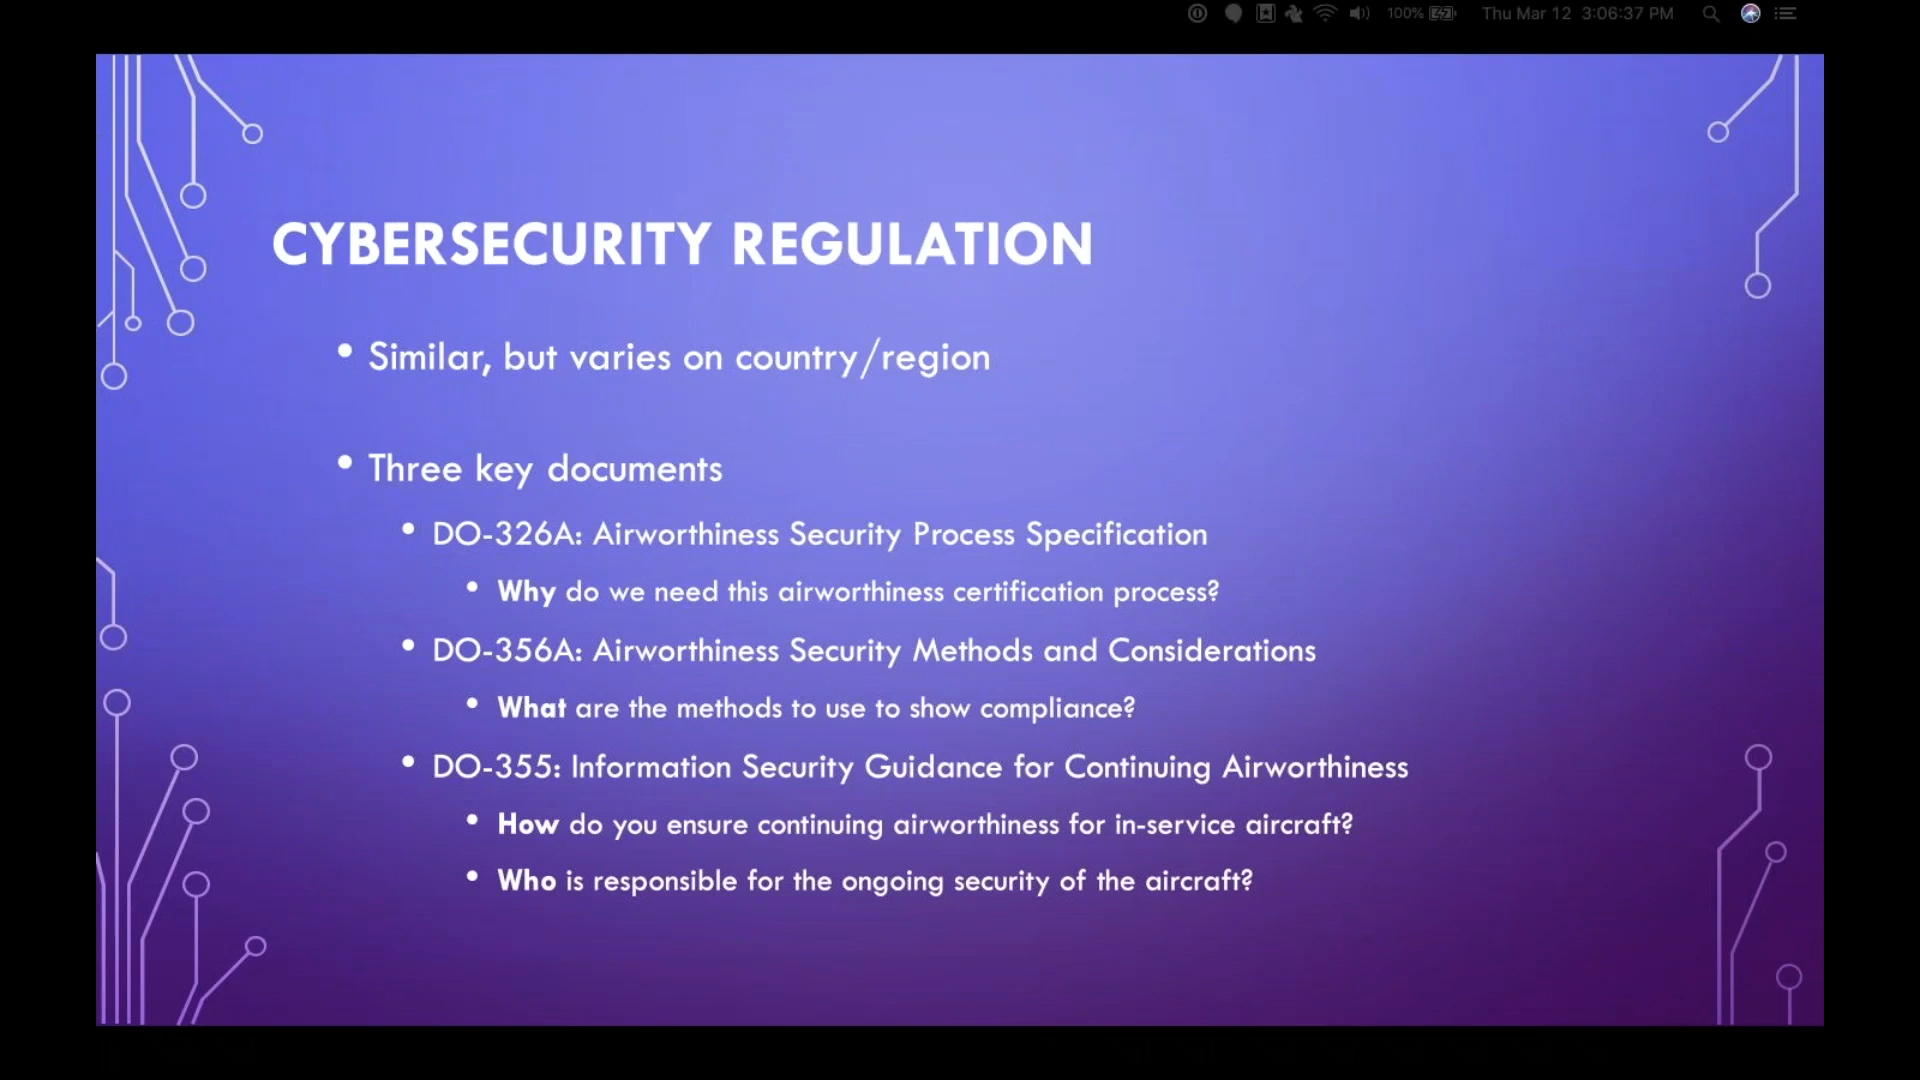 100% Thu Mar 12 3:06:37 PM
CYBERSECURITY REGULATION
• Similar, but varies on country/region
• Three key documents
• DO-326A: Airworthiness Security Process Specification
• Why do we need this airworthiness certification process?
• DO-356A: Airworthiness Security Methods and Considerations
• What are the methods to use to show compliance?
• DO-355: Information Security Guidance for Continuing Airworthiness
• How do you ensure continuing airworthiness for in-service aircraft?
• Who is responsible for the ongoing security of the aircraft?